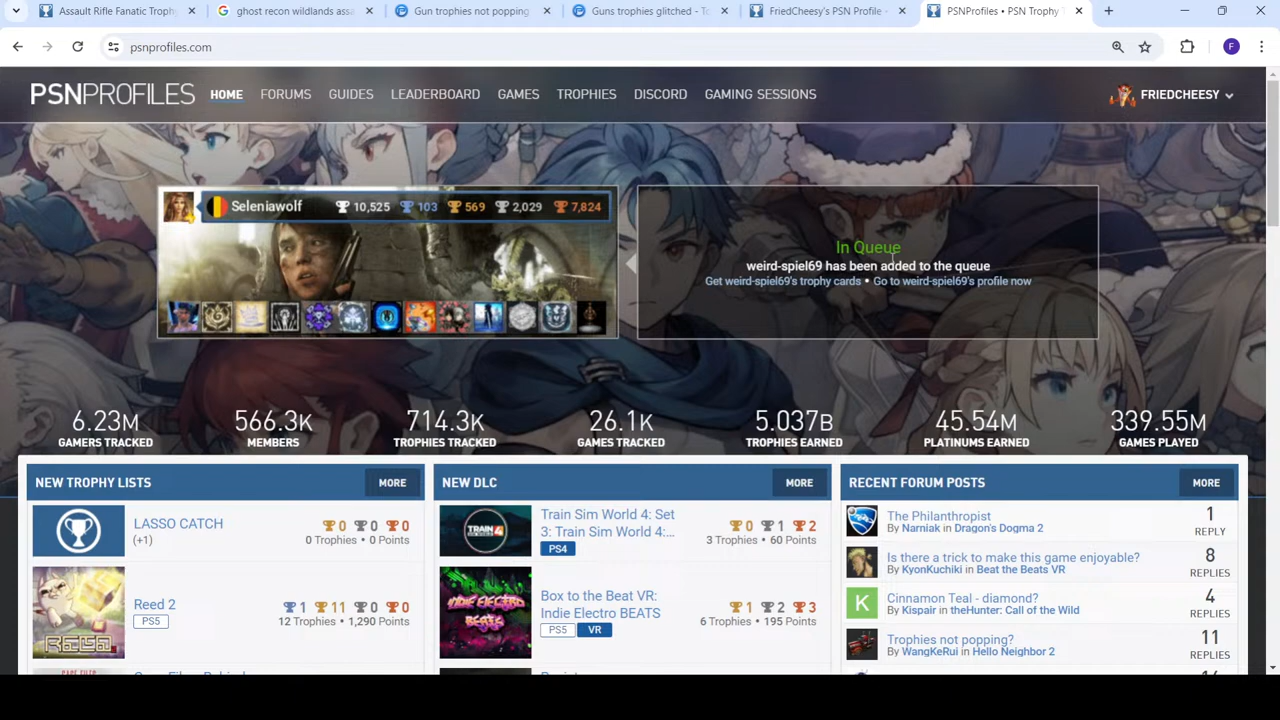 Assault Rifle Fanatic Trophy
ghost recon wildlands assa
Gun trophies not popping
Guns trophies glitched - To
FriedCheesy's PSN Profile
PSNProfiles • PSN Trophy T
psnprofiles.com
F
PSNPROFILES HOME FORUMS GUIDES LEADERBOARD GAMES TROPHIES DISCORD GAMING SESSIONS FRIEDCHEESY
Seleniawolf 10,525 103 569 2,029 7,824
In Queue
weird-spiel69 has been added to the queue
Get weird-spiel69's trophy cards • Go to weird-spiel69's profile now
6.23M 566.3K 714.3K 26.1K 5.037B 45.54M 339.55M
GAMERS TRACKED MEMBERS TROPHIES TRACKED GAMES TRACKED TROPHIES EARNED PLATINUMS EARNED GAMES PLAYED
NEW TROPHY LISTS MORE
LASSO CATCH 0 0 0
(+1) 0 Trophies • 0 Points
Reed 2 1 11 0 0
PS5 12 Trophies • 1,290 Points
NEW DLC MORE
Train Sim World 4: Set 0 1 2
3: Train Sim World 4:... 3 Trophies • 60 Points
TRAIN 4
PS4
Box to the Beat VR: 1 2 3
Indie Electro BEATS 6 Trophies • 195 Points
INDIE ELECTRO BEATS
PS5 VR
RECENT FORUM POSTS MORE
The Philanthropist 1
By Narniak in Dragon's Dogma 2 REPLY
Is there a trick to make this game enjoyable? 8
By KyonKuchiki in Beat the Beats VR REPLIES
K
Cinnamon Teal - diamond? 4
By Kispair in theHunter: Call of the Wild REPLIES
Trophies not popping? 11
By WangKeRui in Hello Neighbor 2 REPLIES